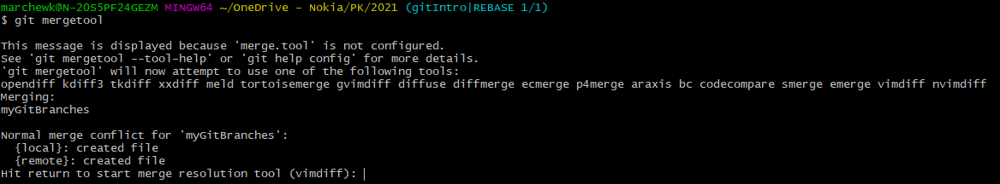 marchewk@N-20S5PF24GEZM MINGW64 ~/OneDrive - Nokia/PK/2021 (gitIntro|REBASE 1/1)
$ git mergetool
This message is displayed because 'merge.tool' is not configured.
See 'git mergetool --tool-help' or 'git help config' for more details.
'git mergetool' will now attempt to use one of the following tools:
opendiff kdiff3 tkdiff xxdiff meld tortoisemerge gvimdiff diffuse diffmerge ecmerge p4merge araxis bc codecompare smerge emerge vimdiff nvimdiff
Merging:
myGitBranches
Normal merge conflict for 'myGitBranches':
  {local}: created file
  {remote}: created file
Hit return to start merge resolution tool (vimdiff):